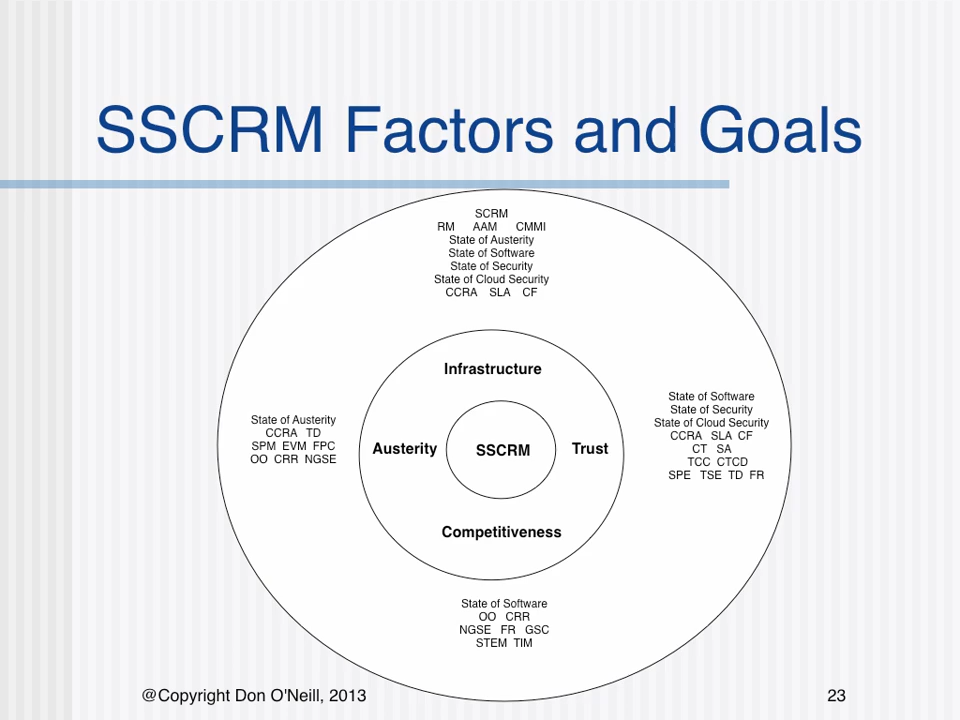 SSCRM Factors and Goals
SCRM
RM AAM CMMI
State of Austerity
State of Software
State of Security
State of Cloud Security
CCRA SLA CF
Infrastructure
State of Austerity
CCRA TD
SPM EVM FPC
OO CRR NGSE
Austerity
SSCRM
Trust
State of Software
State of Security
State of Cloud Security
CCRA SLA CF
CT SA
TCC CTCD
SPE TSE TD FR
Competitiveness
State of Software
OO CRR
NGSE FR GSC
STEM TIM
@Copyright Don O'Neill, 2013
23